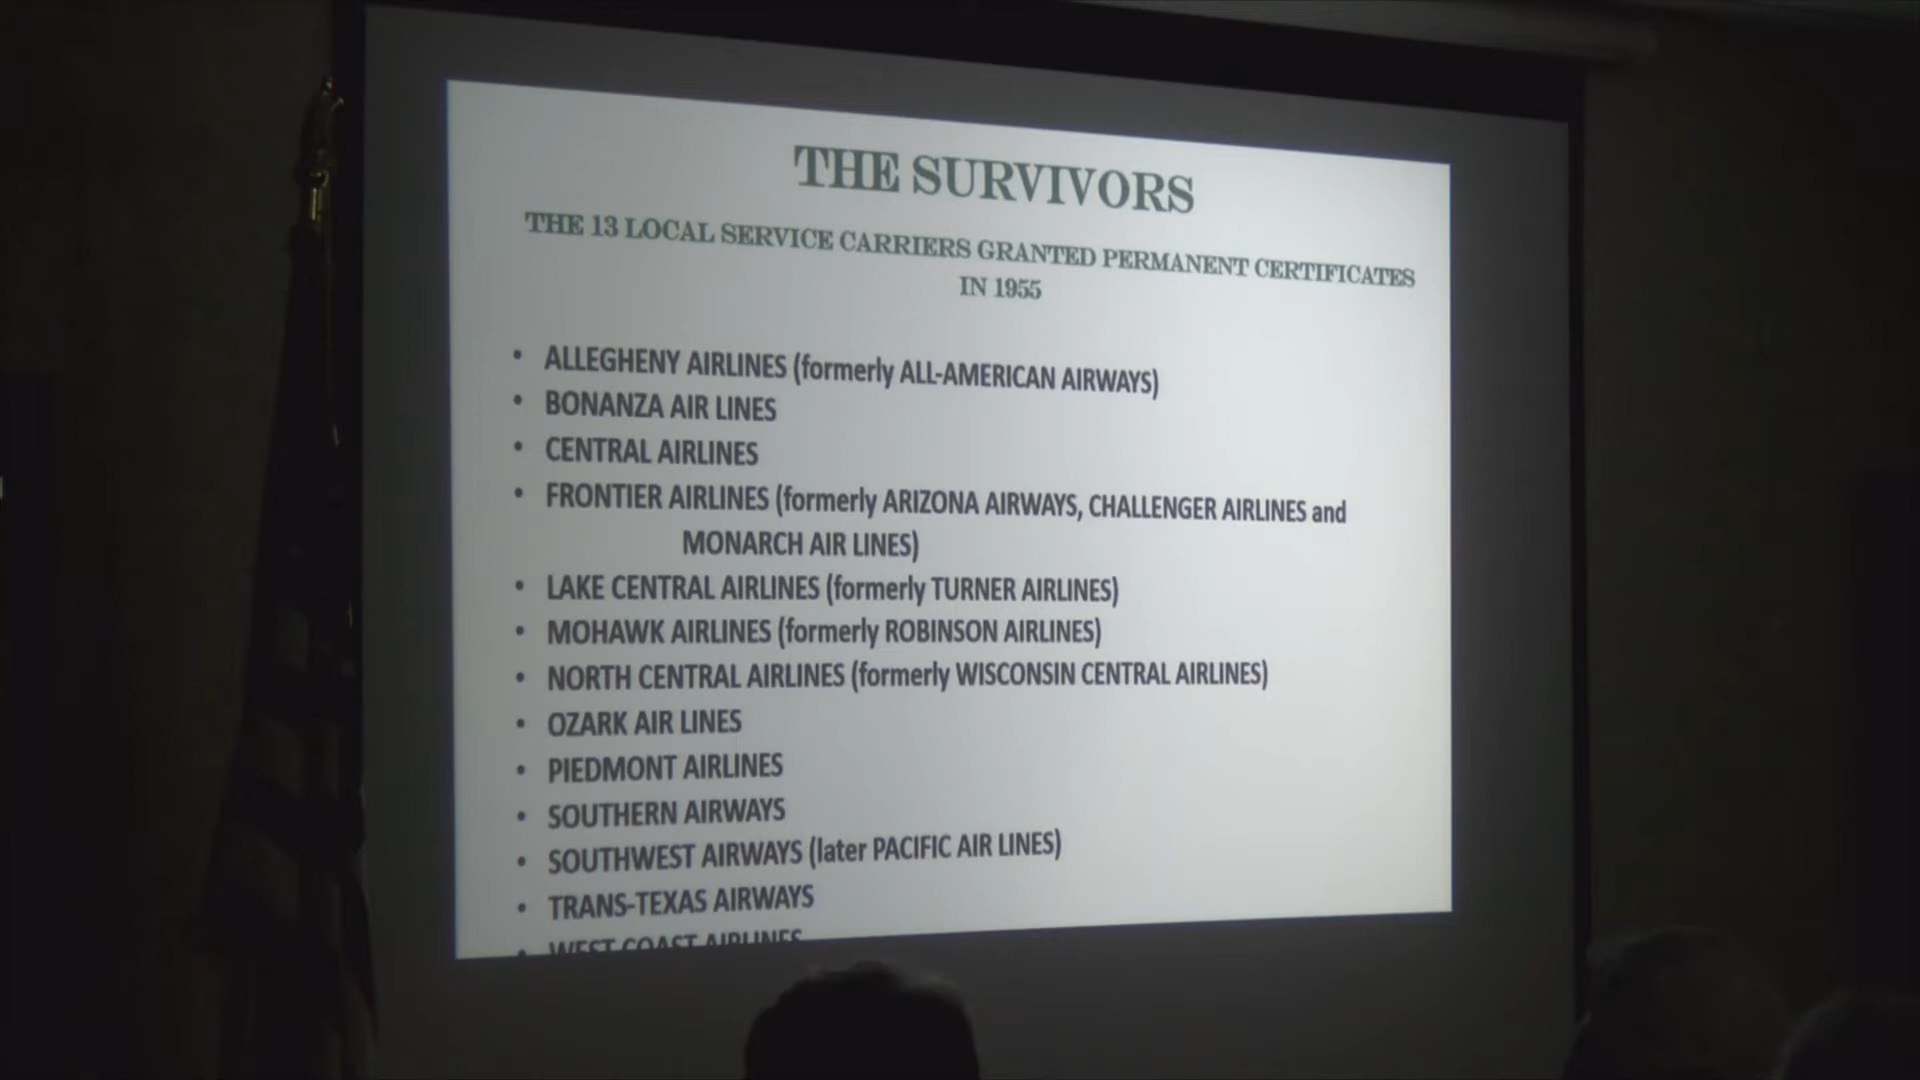 THE SURVIVORS
THE 13 LOCAL SERVICE CARRIERS GRANTED PERMANENT CERTIFICATES
IN 1955
• ALLEGHENY AIRLINES (formerly ALL-AMERICAN AIRWAYS)
• BONANZA AIR LINES
• CENTRAL AIRLINES
• FRONTIER AIRLINES (formerly ARIZONA AIRWAYS, CHALLENGER AIRLINES and
MONARCH AIR LINES)
• LAKE CENTRAL AIRLINES (formerly TURNER AIRLINES)
• MOHAWK AIRLINES (formerly ROBINSON AIRLINES)
• NORTH CENTRAL AIRLINES (formerly WISCONSIN CENTRAL AIRLINES)
• OZARK AIR LINES
• PIEDMONT AIRLINES
• SOUTHERN AIRWAYS
• SOUTHWEST AIRWAYS (later PACIFIC AIR LINES)
• TRANS-TEXAS AIRWAYS
• WEST COAST AIRLINES